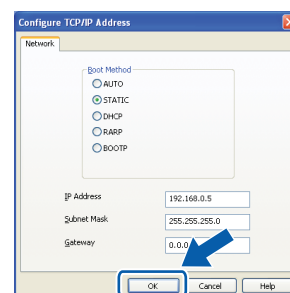 Configure TCP/IP Address
Network
Boot Method
AUTO
STATIC
DHCP
RARP
BOOTP
IP Address 192.168.0.5
Subnet Mask 255.255.255.0
Gateway 0.0.0
OK Cancel Help